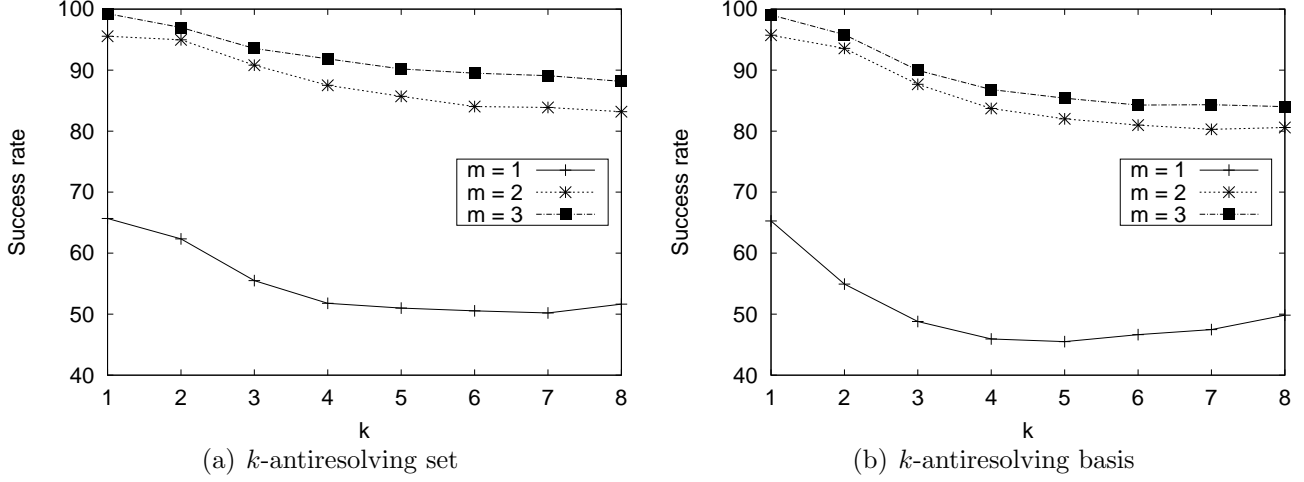 100
90
80
70
60
50
40
Success rate
m = 1
m = 2
m = 3
1 2 3 4 5 6 7 8
k
(a) k-antiresolving set
100
90
80
70
60
50
40
Success rate
m = 1
m = 2
m = 3
1 2 3 4 5 6 7 8
k
(b) k-antiresolving basis